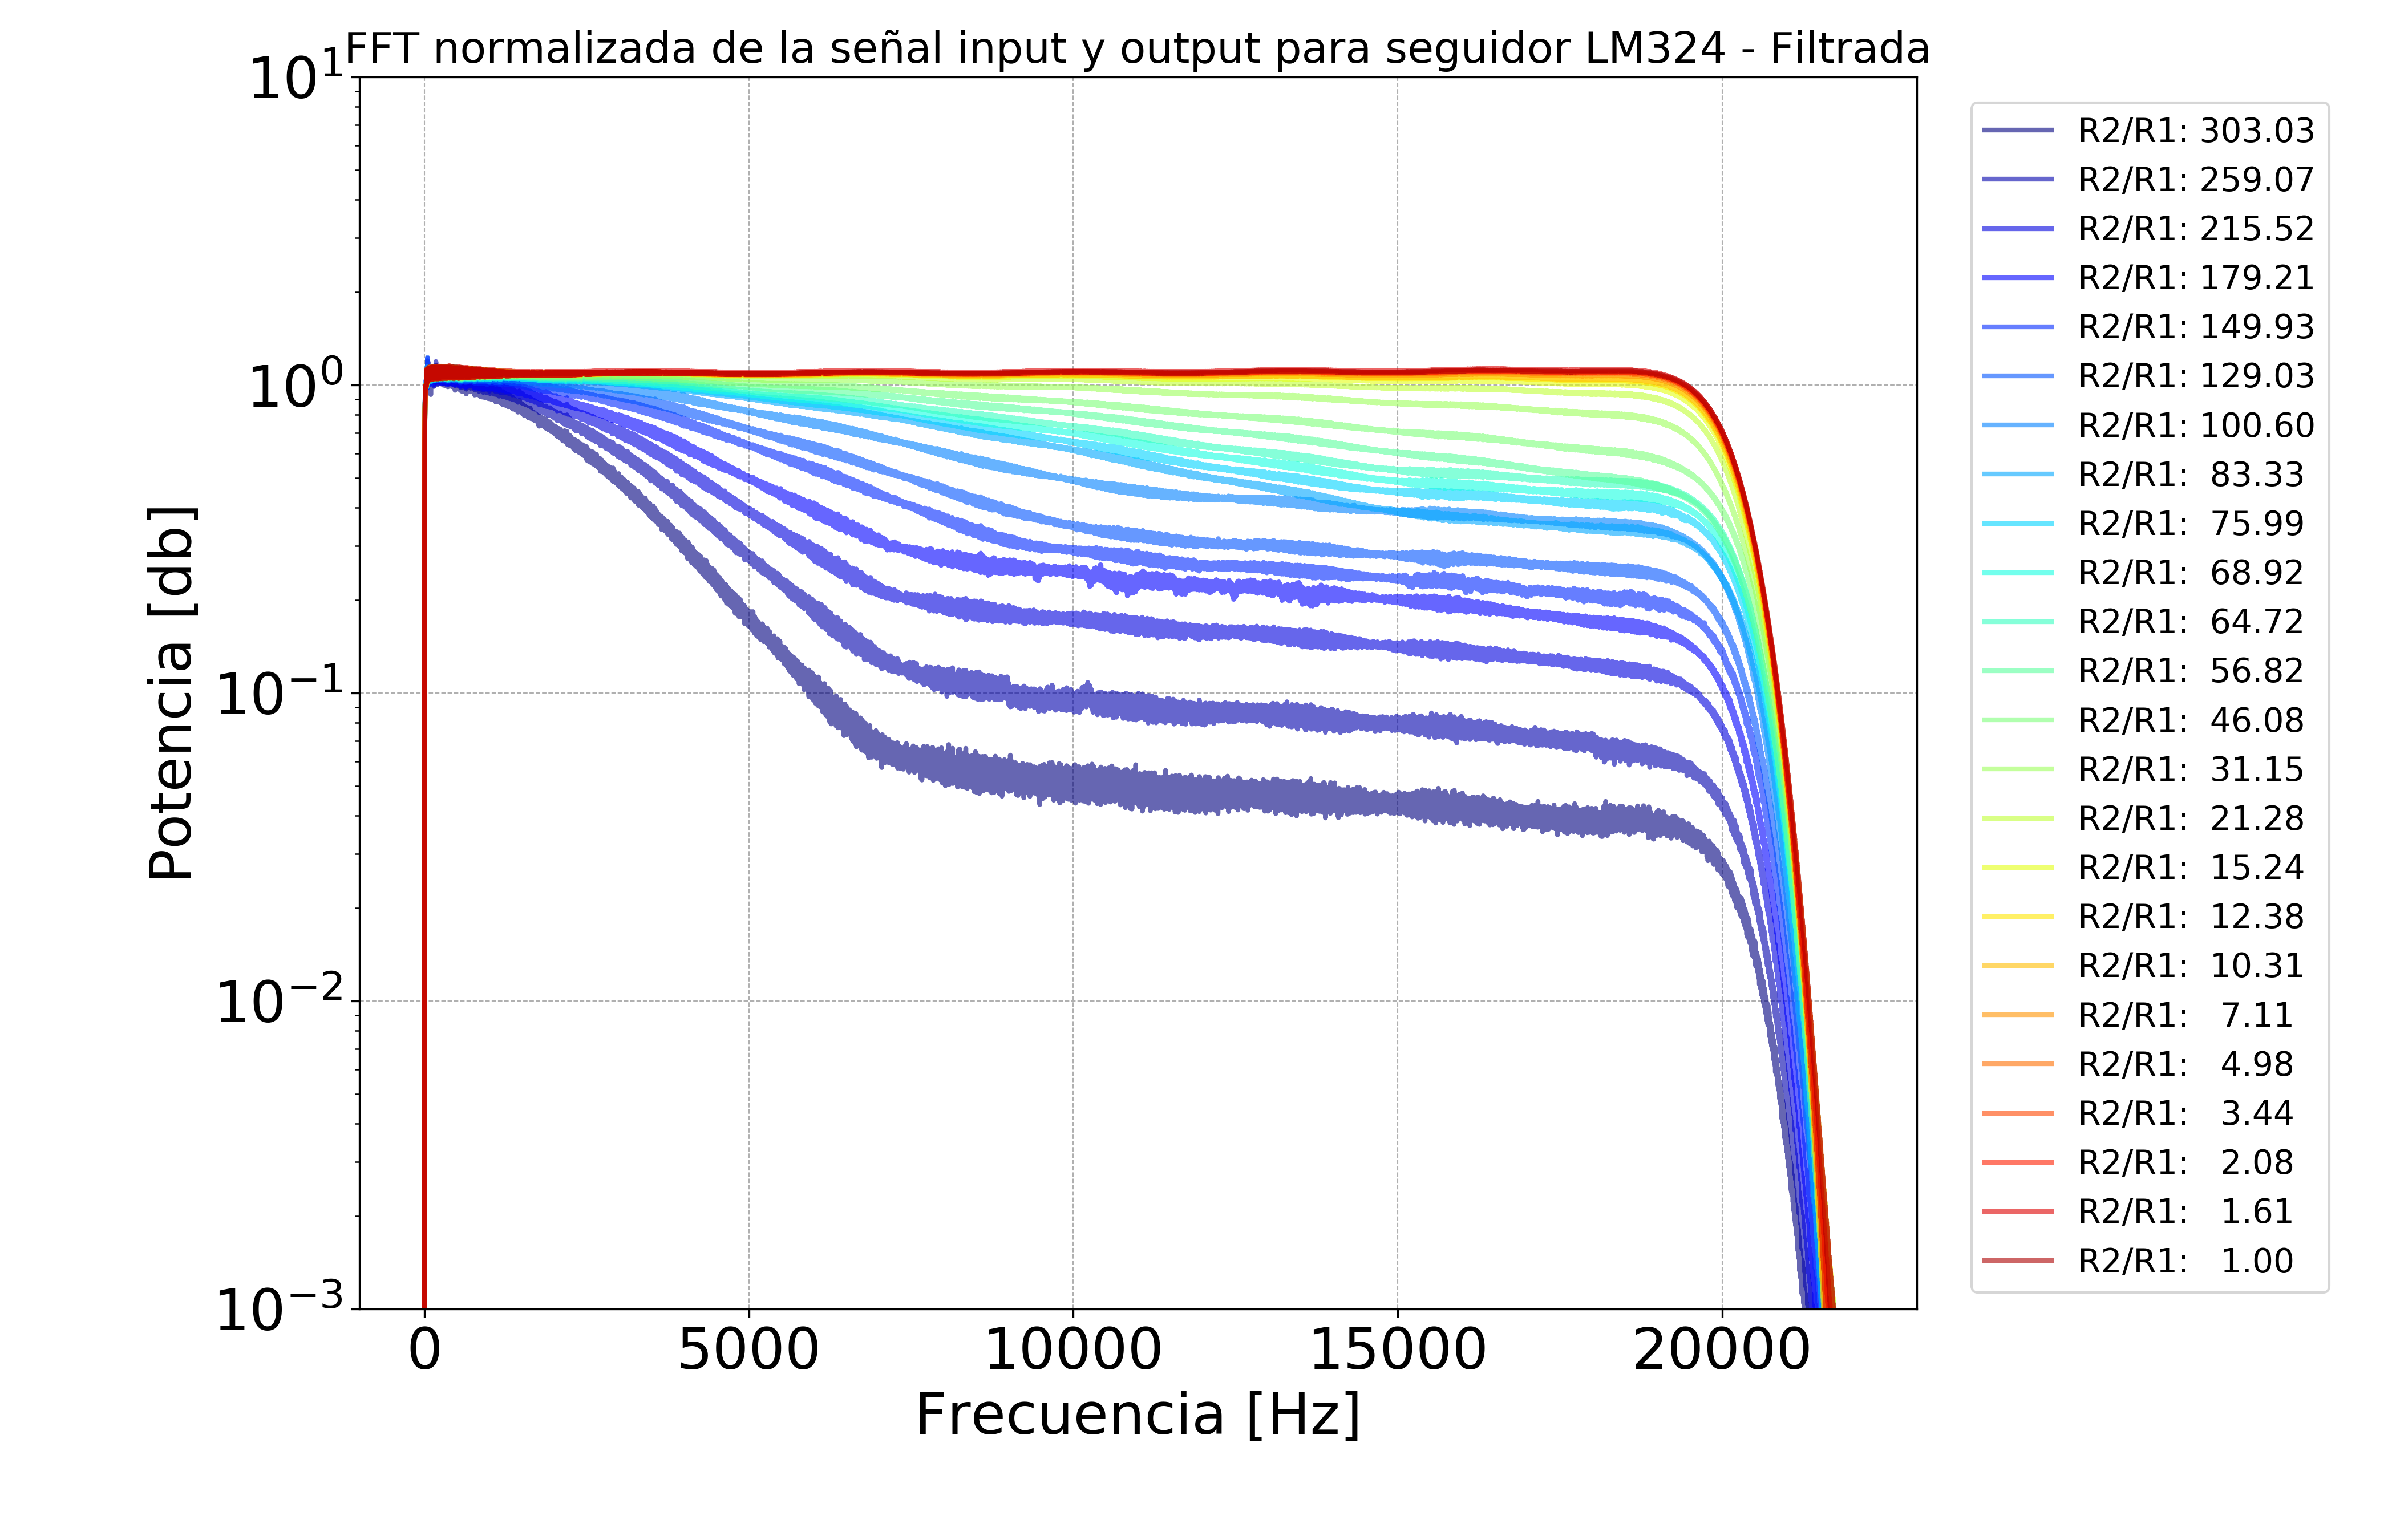 FFT normalizada de la señal input y output para seguidor LM324 - Filtrada
10¹
10⁰
10⁻¹
10⁻²
10⁻³
Potencia [db]
0 5000 10000 15000 20000
Frecuencia [Hz]
R2/R1: 303.03
R2/R1: 259.07
R2/R1: 215.52
R2/R1: 179.21
R2/R1: 149.93
R2/R1: 129.03
R2/R1: 100.60
R2/R1: 83.33
R2/R1: 75.99
R2/R1: 68.92
R2/R1: 64.72
R2/R1: 56.82
R2/R1: 46.08
R2/R1: 31.15
R2/R1: 21.28
R2/R1: 15.24
R2/R1: 12.38
R2/R1: 10.31
R2/R1: 7.11
R2/R1: 4.98
R2/R1: 3.44
R2/R1: 2.08
R2/R1: 1.61
R2/R1: 1.00